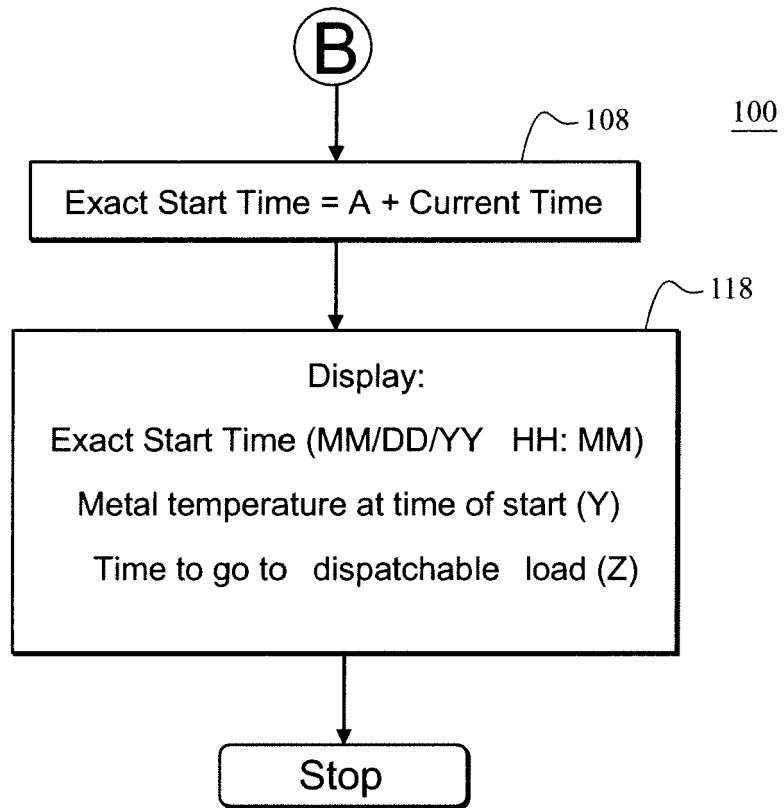 B
108
100
Exact Start Time = A + Current Time
118
Display:
Exact Start Time (MM/DD/YY HH: MM)
Metal temperature at time of start (Y)
Time to go to dispatchable load (Z)
Stop